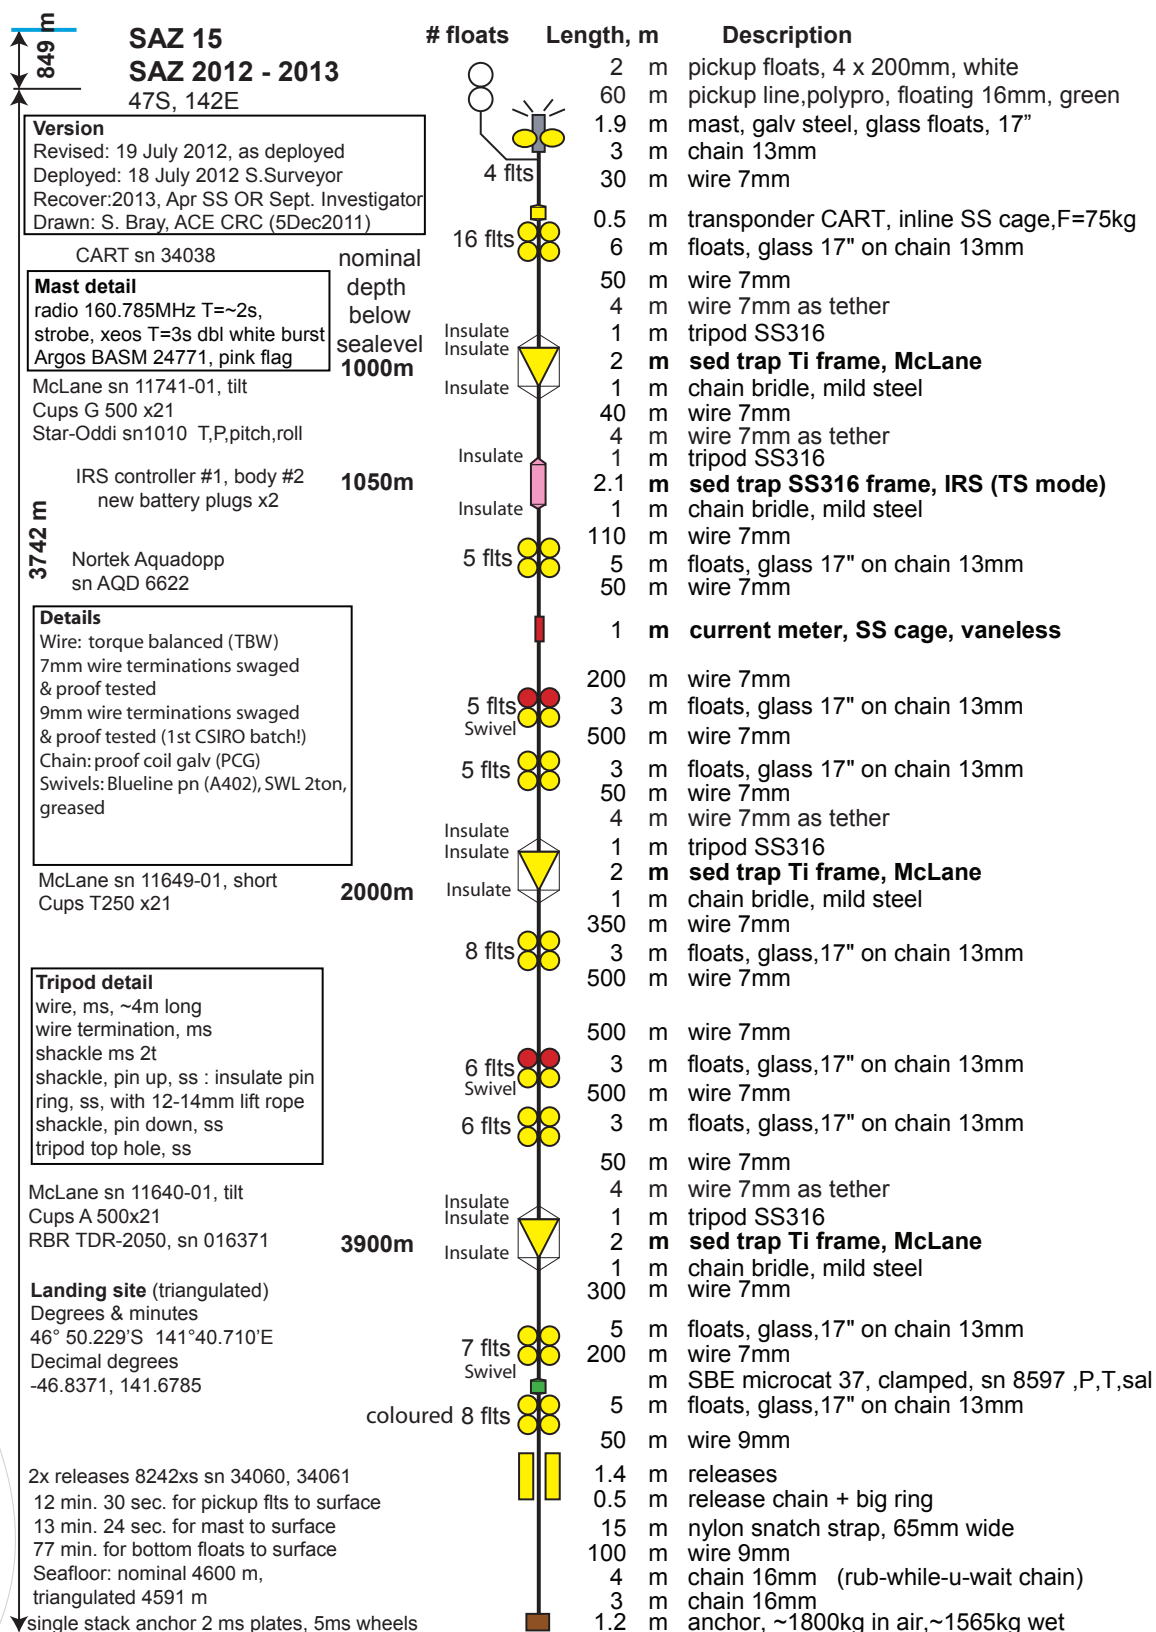 849 m
3742 m
SAZ 15
SAZ 2012 - 2013
47S, 142E
Version
Revised: 19 July 2012, as deployed
Deployed: 18 July 2012 S.Surveyor
Recover:2013, Apr SS OR Sept. Investigator
Drawn: S. Bray, ACE CRC (5Dec2011)
CART sn 34038
Mast detail
radio 160.785MHz T=~2s,
strobe, xeos T=3s dbl white burst
Argos BASM 24771, pink flag
McLane sn 11741-01, tilt
Cups G 500 x21
Star-Oddi sn1010 T,P,pitch,roll
IRS controller #1, body #2
new battery plugs x2
Nortek Aquadopp
sn AQD 6622
Details
Wire: torque balanced (TBW)
7mm wire terminations swaged
& proof tested
9mm wire terminations swaged
& proof tested (1st CSIRO batch!)
Chain: proof coil galv (PCG)
Swivels: Blueline pn (A402), SWL 2ton,
greased
McLane sn 11649-01, short
Cups T250 x21
Tripod detail
wire, ms, ~4m long
wire termination, ms
shackle ms 2t
shackle, pin up, ss : insulate pin
ring, ss, with 12-14mm lift rope
shackle, pin down, ss
tripod top hole, ss
McLane sn 11640-01, tilt
Cups A 500x21
RBR TDR-2050, sn 016371
Landing site (triangulated)
Degrees & minutes
46° 50.229'S 141°40.710'E
Decimal degrees
-46.8371, 141.6785
2x releases 8242xs sn 34060, 34061
12 min. 30 sec. for pickup flts to surface
13 min. 24 sec. for mast to surface
77 min. for bottom floats to surface
Seafloor: nominal 4600 m,
triangulated 4591 m
single stack anchor 2 ms plates, 5ms wheels
nominal
depth
below
sealevel
1000m
1050m
2000m
3900m
# floats
4 flts
16 flts
Insulate
Insulate
Insulate
Insulate
Insulate
5 flts
5 flts
Swivel
5 flts
Insulate
Insulate
Insulate
8 flts
6 flts
Swivel
6 flts
Insulate
Insulate
Insulate
7 flts
Swivel
coloured 8 flts
Length, m Description
2 m pickup floats, 4 x 200mm, white
60 m pickup line,polypro, floating 16mm, green
1.9 m mast, galv steel, glass floats, 17”
3 m chain 13mm
30 m wire 7mm
0.5 m transponder CART, inline SS cage,F=75kg
6 m floats, glass 17" on chain 13mm
50 m wire 7mm
4 m wire 7mm as tether
1 m tripod SS316
2 m sed trap Ti frame, McLane
1 m chain bridle, mild steel
40 m wire 7mm
4 m wire 7mm as tether
1 m tripod SS316
2.1 m sed trap SS316 frame, IRS (TS mode)
1 m chain bridle, mild steel
110 m wire 7mm
5 m floats, glass 17" on chain 13mm
50 m wire 7mm
1 m current meter, SS cage, vaneless
200 m wire 7mm
3 m floats, glass 17" on chain 13mm
500 m wire 7mm
3 m floats, glass 17" on chain 13mm
50 m wire 7mm
4 m wire 7mm as tether
1 m tripod SS316
2 m sed trap Ti frame, McLane
1 m chain bridle, mild steel
350 m wire 7mm
3 m floats, glass,17" on chain 13mm
500 m wire 7mm
500 m wire 7mm
3 m floats, glass,17" on chain 13mm
500 m wire 7mm
3 m floats, glass,17" on chain 13mm
50 m wire 7mm
4 m wire 7mm as tether
1 m tripod SS316
2 m sed trap Ti frame, McLane
1 m chain bridle, mild steel
300 m wire 7mm
5 m floats, glass,17" on chain 13mm
200 m wire 7mm
m SBE microcat 37, clamped, sn 8597 ,P,T,sal
5 m floats, glass,17" on chain 13mm
50 m wire 9mm
1.4 m releases
0.5 m release chain + big ring
15 m nylon snatch strap, 65mm wide
100 m wire 9mm
4 m chain 16mm (rub-while-u-wait chain)
3 m chain 16mm
1.2 m anchor, ~1800kg in air,~1565kg wet